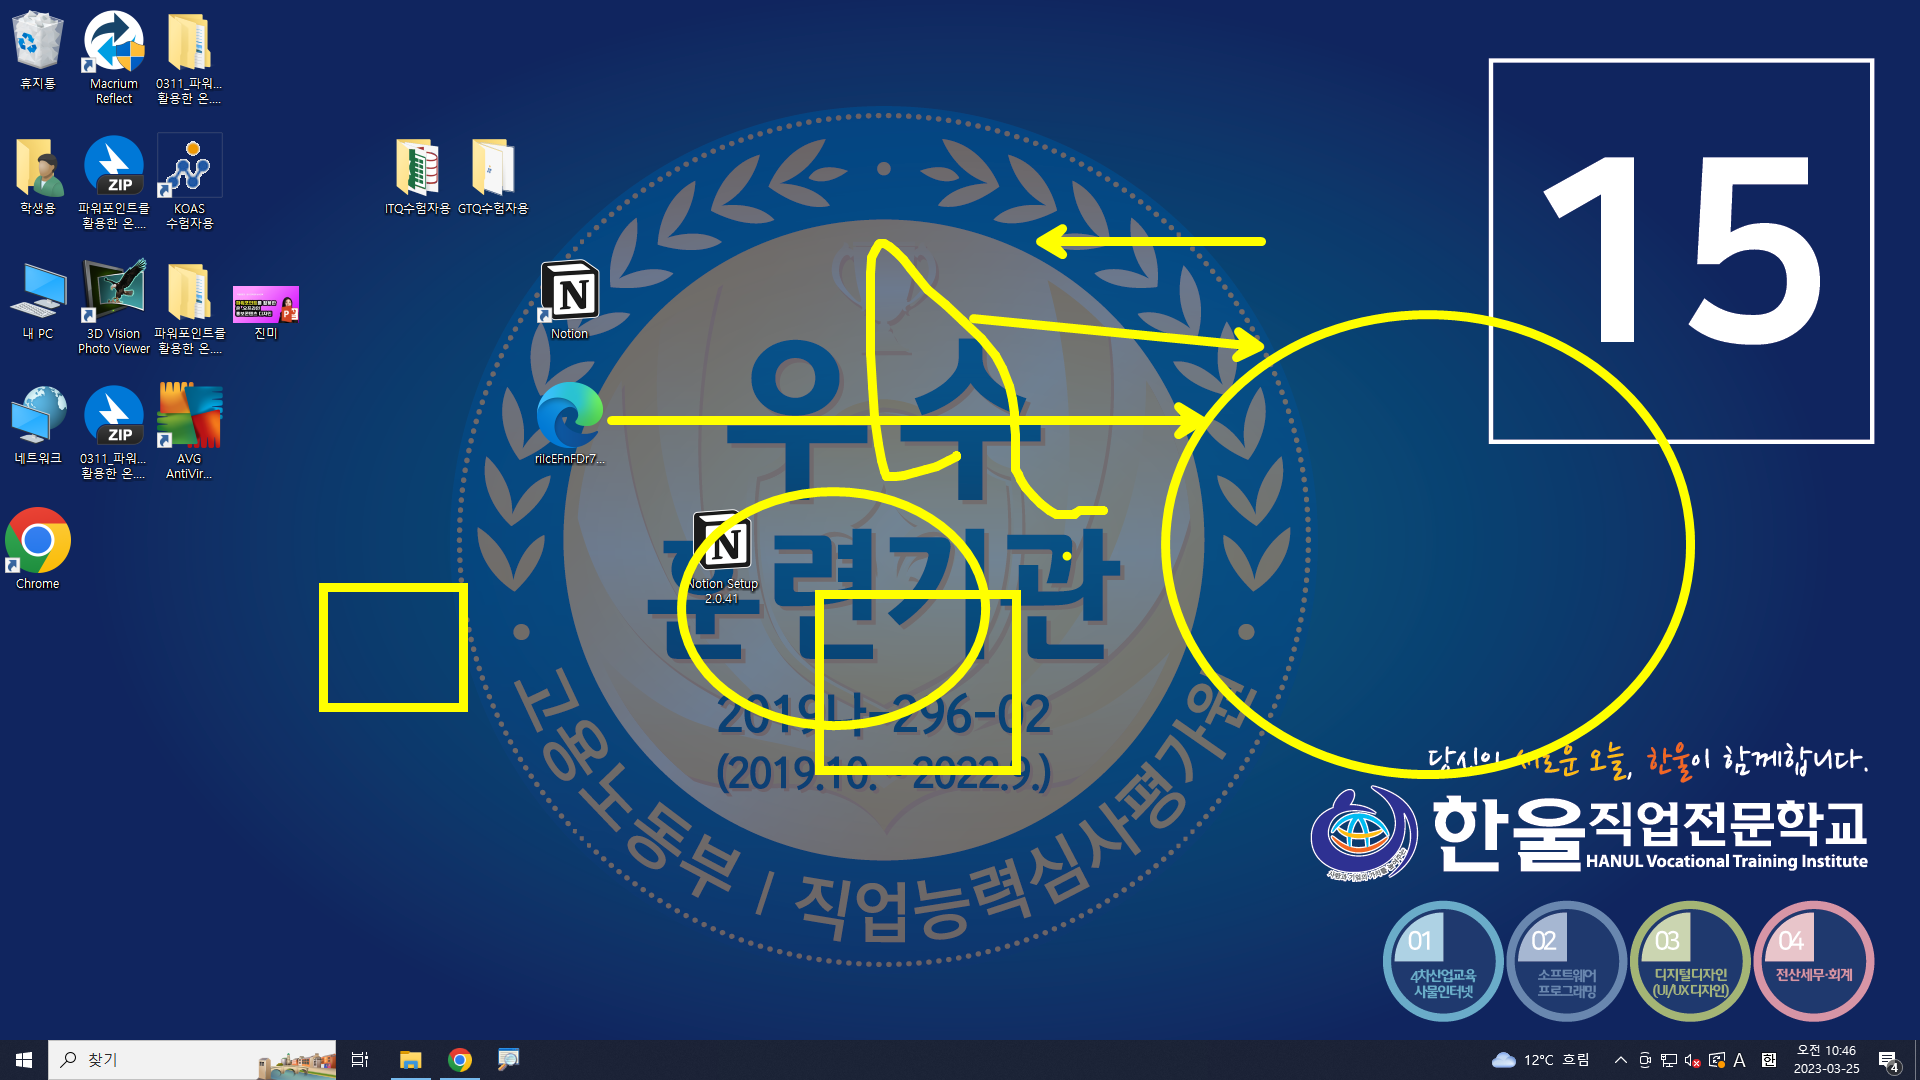 휴지통
Macrium
Reflect
0311_파워...
활용한 온....
학생용
ZIP
파워포인트를
활용한 온....
KOAS
수험자용
ITQ수험자용
GTQ수험자용
내 PC
3D Vision
Photo Viewer
파워포인트를
활용한 온....
진미
N
Notion
네트워크
ZIP
0311_파워...
활용한 온....
AVG
AntiVir...
rilcEFnFDr7...
Chrome
N
Notion Setup
2.0.41
15
우수
훈련기관
2019나-296-02
(2019.10. - 2022.9.)
고용노동부 | 직업능력심사평가원
당신의 새로운 오늘, 한울이 함께합니다.
한울직업전문학교
HANUL Vocational Training Institute
01
4차산업교육
사물인터넷
02
소프트웨어
프로그래밍
03
디지털디자인
(UI/UX 디자인)
04
전산세무·회계
찾기
12°C 흐림
A
한
오전 10:46
2023-03-25
4